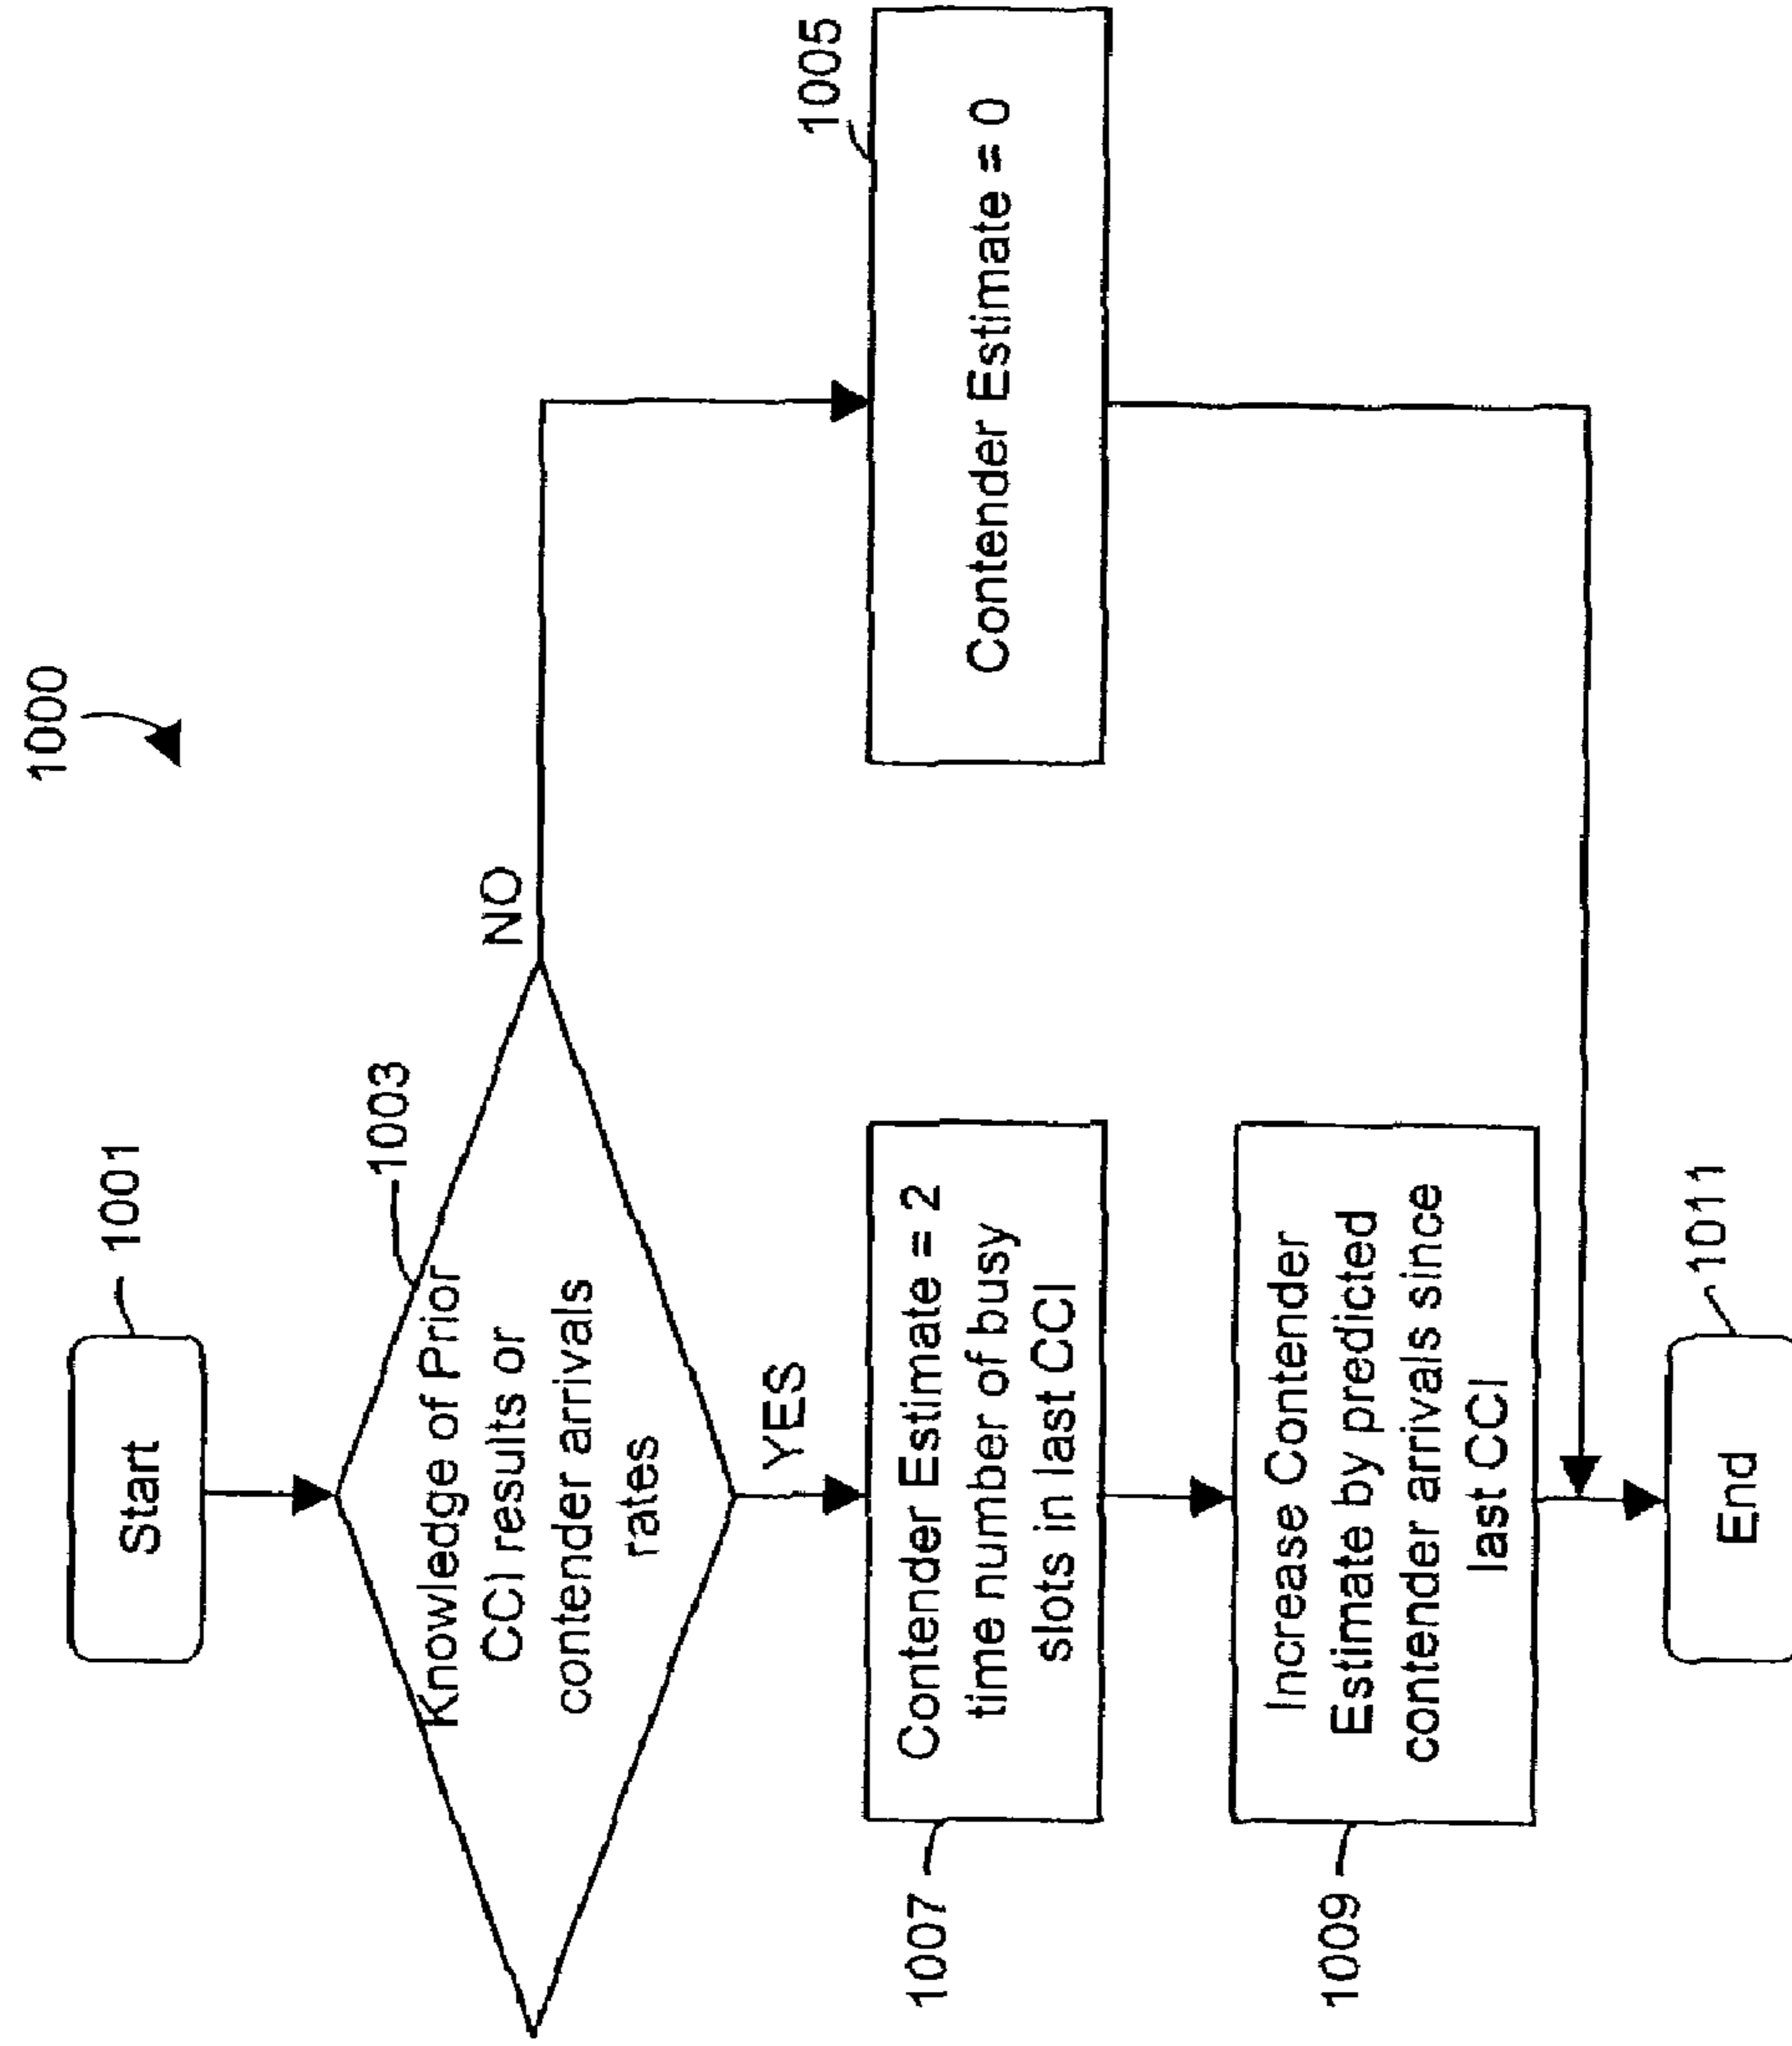 1000
Start
1001
Knowledge of Prior
CCI results or
contender arrivals
rates
1003
NO
YES
Contender Estimate = 0
1005
Contender Estimate = 2
time number of busy
slots in last CCI
1007
Increase Contender
Estimate by predicted
contender arrivals since
last CCI
1009
End
1011